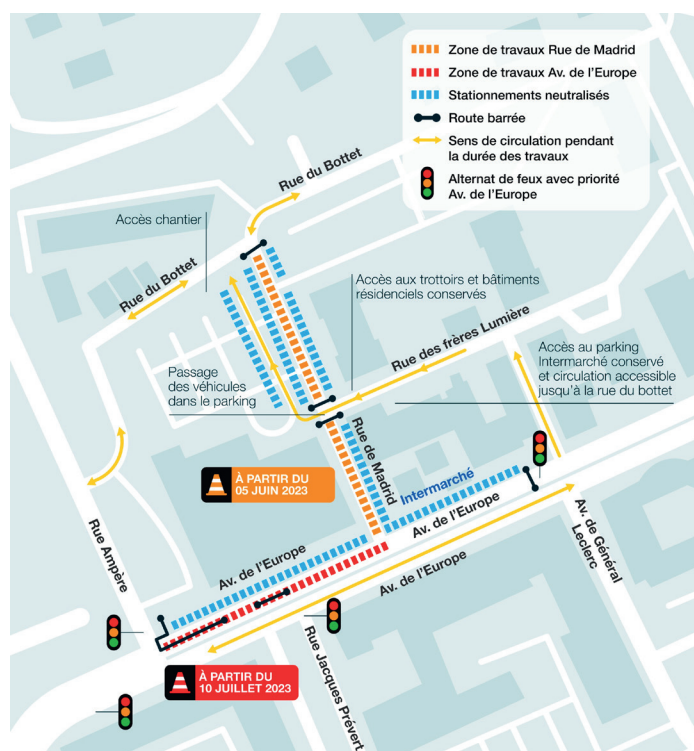 Zone de travaux Rue de Madrid
Zone de travaux Av. de l'Europe
Stationnements neutralisés
Route barrée
Sens de circulation pendant
la durée des travaux
Alternat de feux avec priorité
Av. de l'Europe
Rue du Bottet
Accès chantier
Rue du Bottet
Accès aux trottoirs et bâtiments
résidenciels conservés
Rue des frères Lumière
Accès au parking
Intermarché conservé
et circulation accessible
jusqu'à la rue du bottet
Passage
des véhicules
dans le parking
Rue de Madrid
À PARTIR DU
05 JUIN 2023
Intermarché
Av. de l'Europe
Av. de Général
Leclerc
Rue Ampère
Av. de l'Europe
Av. de l'Europe
Rue Jacques Prévert
À PARTIR DU
10 JUILLET 2023